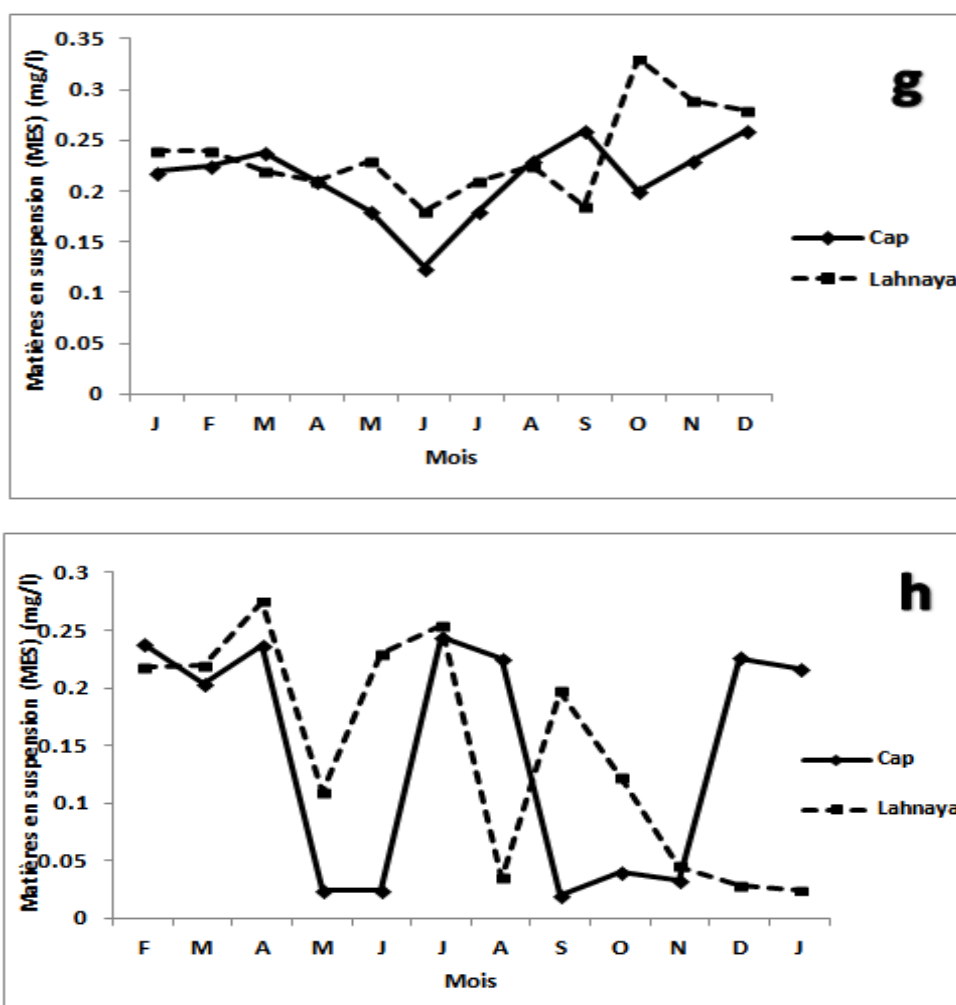 g
Matières en suspension (MES) (mg/l)
0.35
0.3
0.25
0.2
0.15
0.1
0.05
0
J F M A M J J A S O N D
Mois
Cap
Lahnaya
h
Matières en suspension (MES) (mg/l)
0.3
0.25
0.2
0.15
0.1
0.05
0
F M A M J J A S O N D J
Mois
Cap
Lahnaya